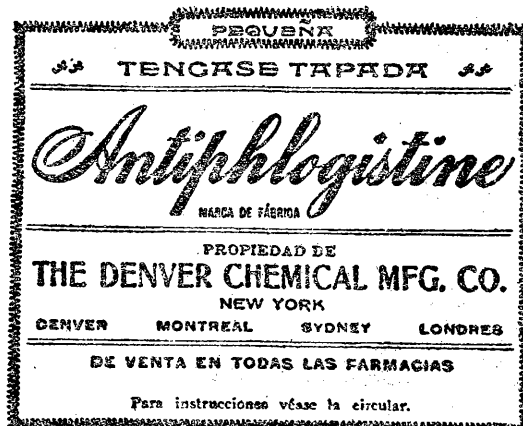 PEQUEÑA
TENGASE TAPADA
Antiphlogistine
MARCA DE FÁBRICA
PROPIEDAD DE
THE DENVER CHEMICAL MFG. CO.
NEW YORK
DENVER MONTREAL SYDNEY LONDRES
DE VENTA EN TODAS LAS FARMACIAS
Para instrucciones véase la circular.